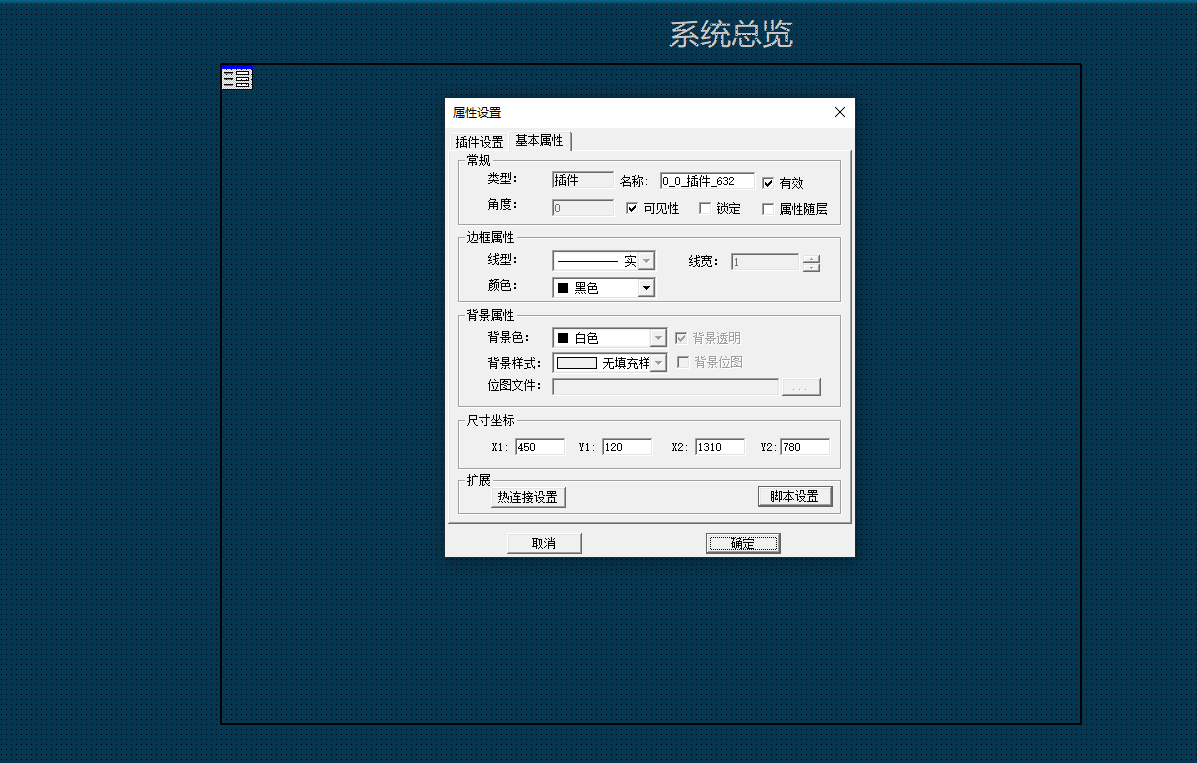 系统总览
属性设置
插件设置 基本属性
常规
类型: 插件 名称: 0_0_插件_632 有效
角度: 0 可见性 锁定 属性随层
边框属性
线型: 实 线宽: 1
颜色: 黑色
背景属性
背景色: 白色 背景透明
背景样式: 无填充样 背景位图
位图文件: ...
尺寸坐标
X1: 450 Y1: 120 X2: 1310 Y2: 780
扩展
热连接设置 脚本设置
取消 确定